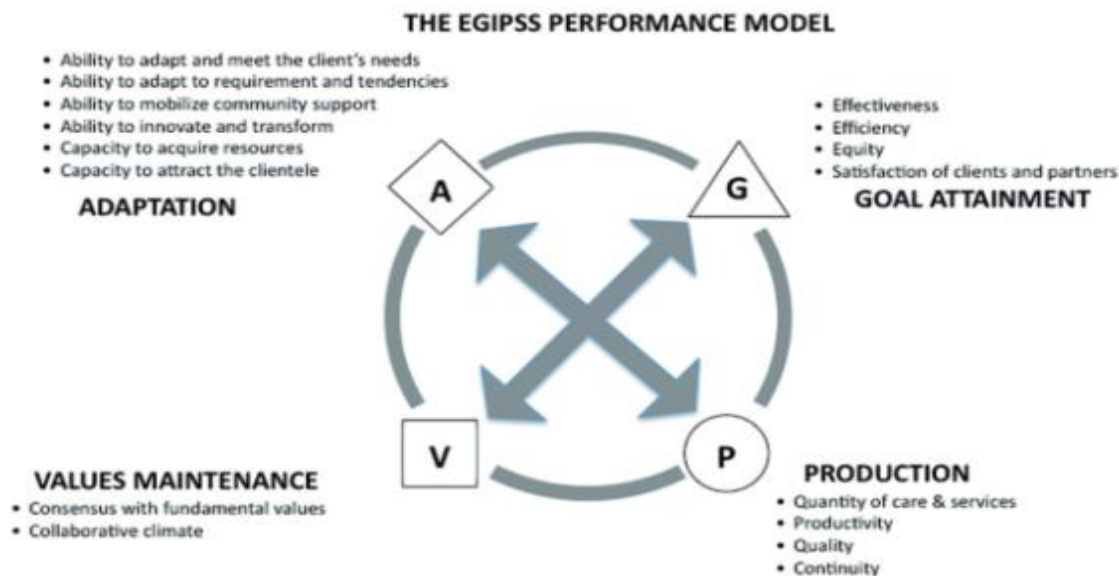 THE EGIPSS PERFORMANCE MODEL
• Ability to adapt and meet the client's needs
• Ability to adapt to requirement and tendencies
• Ability to mobilize community support
• Ability to innovate and transform
• Capacity to acquire resources
• Capacity to attract the clientele
ADAPTATION
• Effectiveness
• Efficiency
• Equity
• Satisfaction of clients and partners
GOAL ATTAINMENT
A
G
V
P
VALUES MAINTENANCE
• Consensus with fundamental values
• Collaborative climate
PRODUCTION
• Quantity of care & services
• Productivity
• Quality
• Continuity